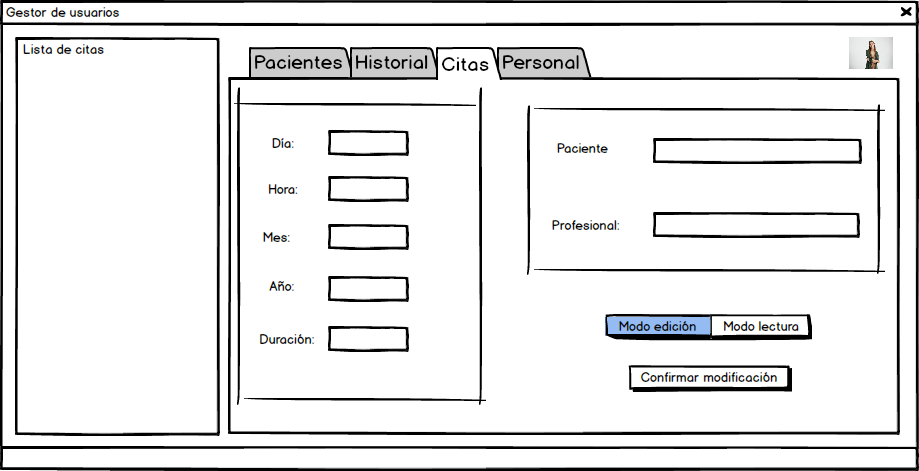 Gestor de usuarios
Lista de citas
Pacientes
Historial
Citas
Personal
Día:
Hora:
Mes:
Año:
Duración:
Paciente
Profesional:
Modo edición
Modo lectura
Confirmar modificación